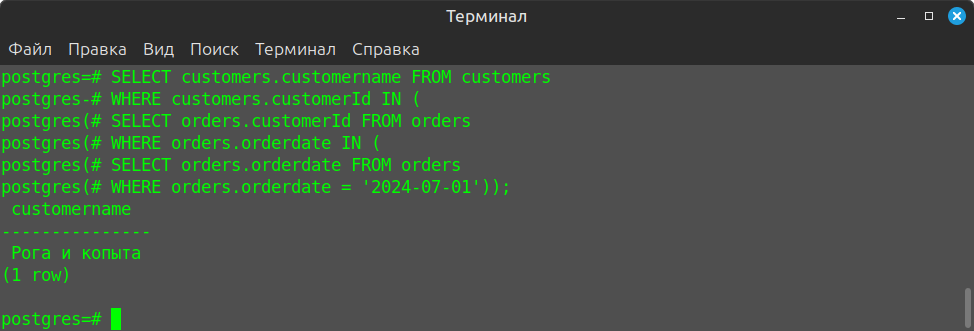 Терминал
Файл Правка Вид Поиск Терминал Справка
postgres=# SELECT customers.customername FROM customers
postgres-# WHERE customers.customerId IN (
postgres(# SELECT orders.customerId FROM orders
postgres(# WHERE orders.orderdate IN (
postgres(# SELECT orders.orderdate FROM orders
postgres(# WHERE orders.orderdate = '2024-07-01'));
 customername
---------------
 Рога и копыта
(1 row)

postgres=#